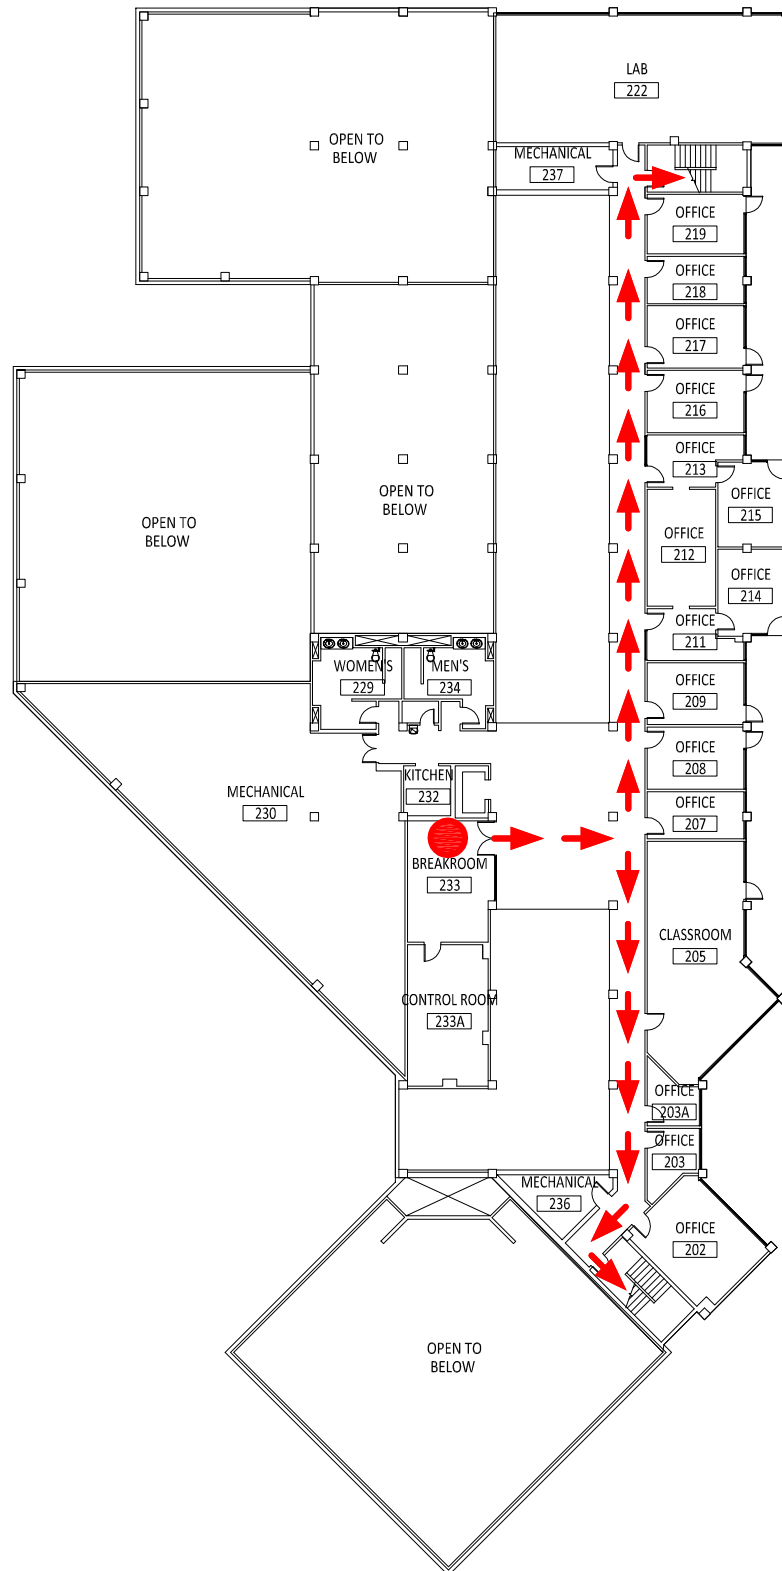 LAB
222
OPEN TO
BELOW
MECHANICAL
237
OFFICE
219
OFFICE
218
OFFICE
217
OFFICE
216
OFFICE
213
OFFICE
215
OPEN TO
BELOW
OPEN TO
BELOW
OFFICE
212
OFFICE
214
OFFICE
211
WOMEN'S
229
MEN'S
234
OFFICE
209
OFFICE
208
KITCHEN
232
MECHANICAL
230
OFFICE
207
BREAKROOM
233
CLASSROOM
205
CONTROL ROOM
233A
OFFICE
203A
OFFICE
203
MECHANICAL
236
OFFICE
202
OPEN TO
BELOW